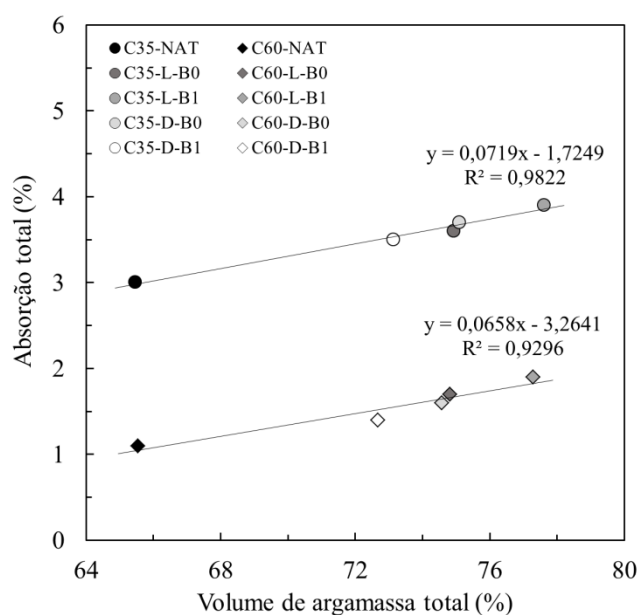 6
C35-NAT C60-NAT
C35-L-B0 C60-L-B0
C35-L-B1 C60-L-B1
C35-D-B0 C60-D-B0
C35-D-B1 C60-D-B1
5
y = 0,0719x - 1,7249
R² = 0,9822
4
3
y = 0,0658x - 3,2641
R² = 0,9296
2
1
0
Absorção total (%)
64 68 72 76 80
Volume de argamassa total (%)